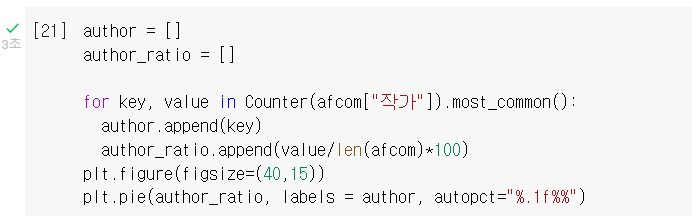 [21] author = []
author_ratio = []
3초
for key, value in Counter(afcom["작가"]).most_common():
author.append(key)
author_ratio.append(value/len(afcom)*100)
plt.figure(figsize=(40,15))
plt.pie(author_ratio, labels = author, autopct="%.1f%%")